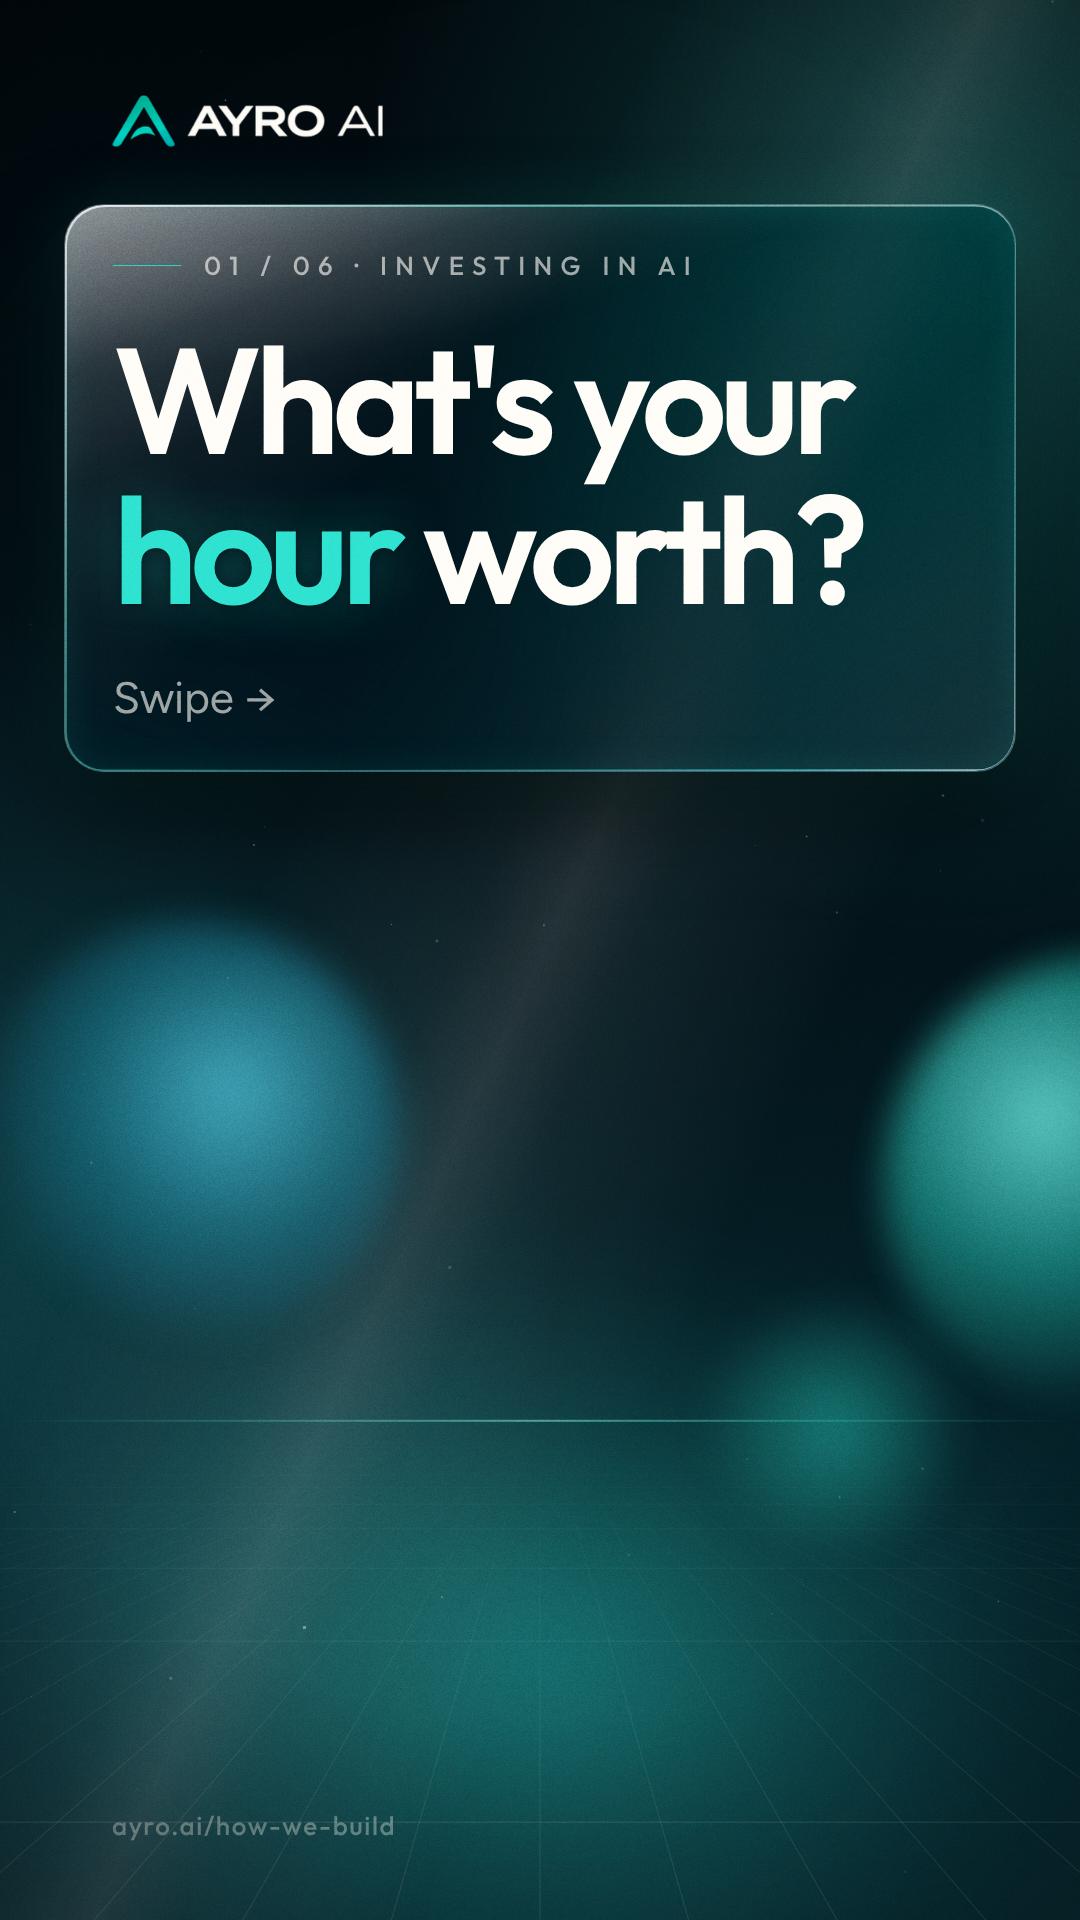 AYRO AI
01 / 06 · INVESTING IN AI
What's your
hour worth?
Swipe →
ayro.ai/how-we-build